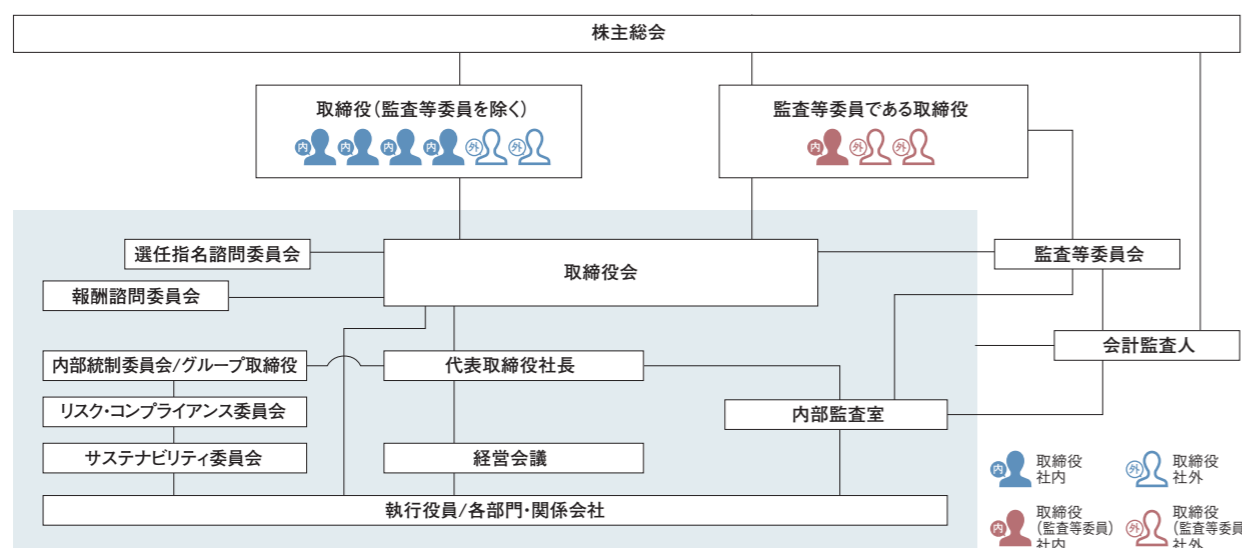 株主総会
取締役（監査等委員を除く）
内 内 内 内 外 外
監査等委員である取締役
内 外 外
選任指名諮問委員会
取締役会
監査等委員会
報酬諮問委員会
会計監査人
内部統制委員会/グループ取締役
代表取締役社長
リスク・コンプライアンス委員会
内部監査室
サステナビリティ委員会
経営会議
執行役員/各部門・関係会社
内 取締役
社内
外 取締役
社外
内 取締役
（監査等委員）
社内
外 取締役
（監査等委員
社外